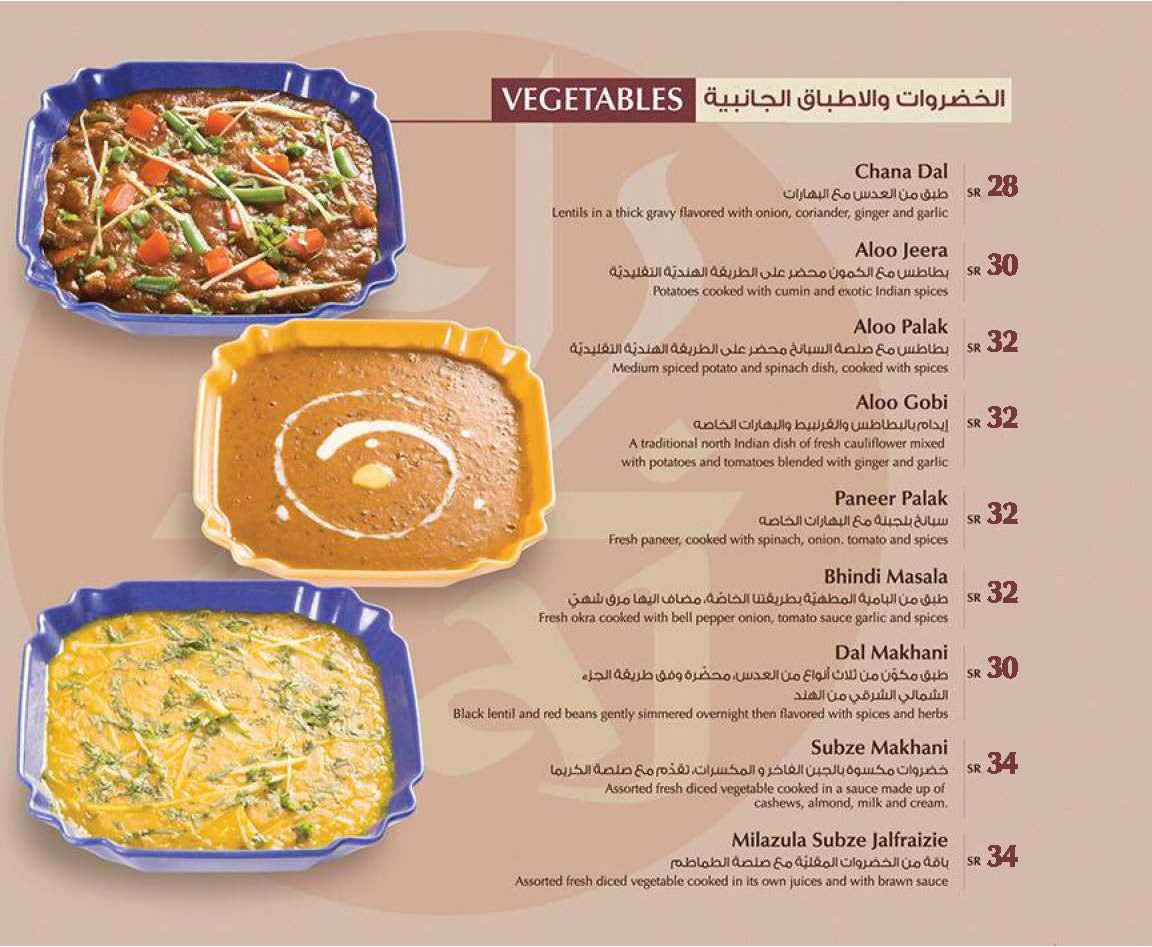 VEGETABLES الخضروات والاطباق الجانبية
Chana Dal
طبق من العدس مع البهارات
SR 28
Lentils in a thick gravy flavored with onion, coriander, ginger and garlic
Aloo Jeera
بطاطس مع الكمون محضر على الطريقة الهنديّة التقليديّة
SR 30
Potatoes cooked with cumin and exotic Indian spices
Aloo Palak
بطاطس مع صلصة السبانخ محضر على الطريقة الهنديّة التقليديّة
SR 32
Medium spiced potato and spinach dish, cooked with spices
Aloo Gobi
إيدام بالبطاطس والقرنبيط والبهارات الخاصه
SR 32
A traditional north Indian dish of fresh cauliflower mixed
with potatoes and tomatoes blended with ginger and garlic
Paneer Palak
سبانخ بلجبنة مع البهارات الخاصه
SR 32
Fresh paneer, cooked with spinach, onion. tomato and spices
Bhindi Masala
طبق من البامية المطهيّة بطريقتنا الخاصّة، مضاف اليها مرق شهيّ
SR 32
Fresh okra cooked with bell pepper onion, tomato sauce garlic and spices
Dal Makhani
طبق مكوّن من ثلاث أنواع من العدس، محضّرة وفق طريقة الجزء
SR 30
الشمالي الشرقي من الهند
Black lentil and red beans gently simmered overnight then flavored with spices and herbs
Subze Makhani
خضروات مكسوة بالجبن الفاخر و المكسرات، تقدّم مع صلصة الكريما
SR 34
Assorted fresh diced vegetable cooked in a sauce made up of
cashews, almond, milk and cream.
Milazula Subze Jalfraizie
باقة من الخضروات المقليّة مع صلصة الطماطم
SR 34
Assorted fresh diced vegetable cooked in its own juices and with brawn sauce